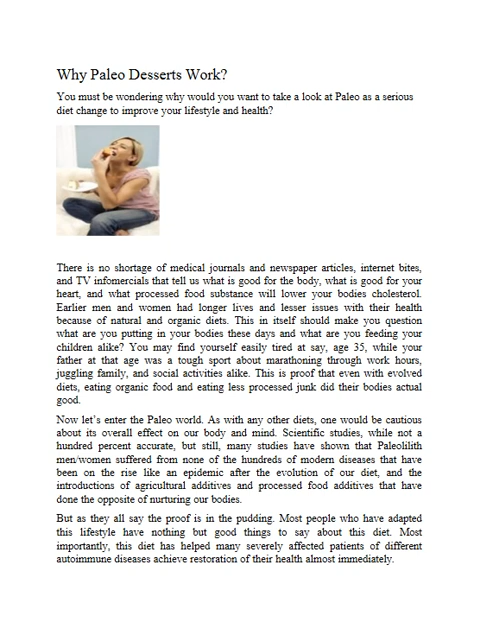 Why Paleo Desserts Work?
You must be wondering why would you want to take a look at Paleo as a serious
diet change to improve your lifestyle and health?
There is no shortage of medical journals and newspaper articles, internet bites,
and TV infomercials that tell us what is good for the body, what is good for your
heart, and what processed food substance will lower your bodies cholesterol.
Earlier men and women had longer lives and lesser issues with their health
because of natural and organic diets. This in itself should make you question
what are you putting in your bodies these days and what are you feeding your
children alike? You may find yourself easily tired at say, age 35, while your
father at that age was a tough sport about marathoning through work hours,
juggling family, and social activities alike. This is proof that even with evolved
diets, eating organic food and eating less processed junk did their bodies actual
good.
Now let’s enter the Paleo world. As with any other diets, one would be cautious
about its overall effect on our body and mind. Scientific studies, while not a
hundred percent accurate, but still, many studies have shown that Paleolilith
men/women suffered from none of the hundreds of modern diseases that have
been on the rise like an epidemic after the evolution of our diet, and the
introductions of agricultural additives and processed food additives that have
done the opposite of nurturing our bodies.
But as they all say the proof is in the pudding. Most people who have adapted
this lifestyle have nothing but good things to say about this diet. Most
importantly, this diet has helped many severely affected patients of different
autoimmune diseases achieve restoration of their health almost immediately.